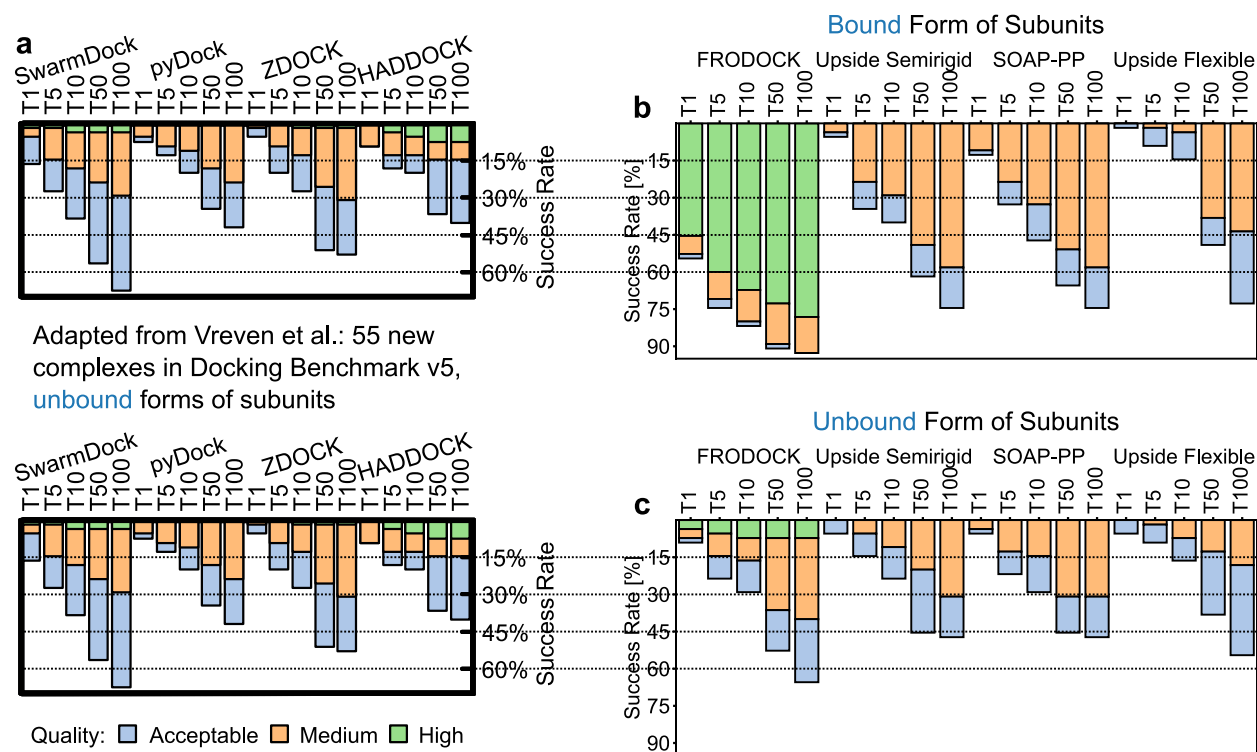 a
SwarmDock pyDock ZDOCK HADDOCK
T1 T5 T10 T50 T100 T1 T5 T10 T50 T100 T1 T5 T10 T50 T100 T1 T5 T10 T50 T100
15%
30%
45%
60%
Success Rate
Adapted from Vreven et al.: 55 new
complexes in Docking Benchmark v5,
unbound forms of subunits
SwarmDock pyDock ZDOCK HADDOCK
T1 T5 T10 T50 T100 T1 T5 T10 T50 T100 T1 T5 T10 T50 T100 T1 T5 T10 T50 T100
15%
30%
45%
60%
Success Rate
Quality: Acceptable Medium High
Bound Form of Subunits
b
FRODOCK Upside Semirigid SOAP-PP Upside Flexible
T1 T5 T10 T50 T100 T1 T5 T10 T50 T100 T1 T5 T10 T50 T100 T1 T5 T10 T50 T100
15
30
45
60
75
90
Success Rate [%]
Unbound Form of Subunits
c
FRODOCK Upside Semirigid SOAP-PP Upside Flexible
T1 T5 T10 T50 T100 T1 T5 T10 T50 T100 T1 T5 T10 T50 T100 T1 T5 T10 T50 T100
15
30
45
60
75
90
Success Rate [%]